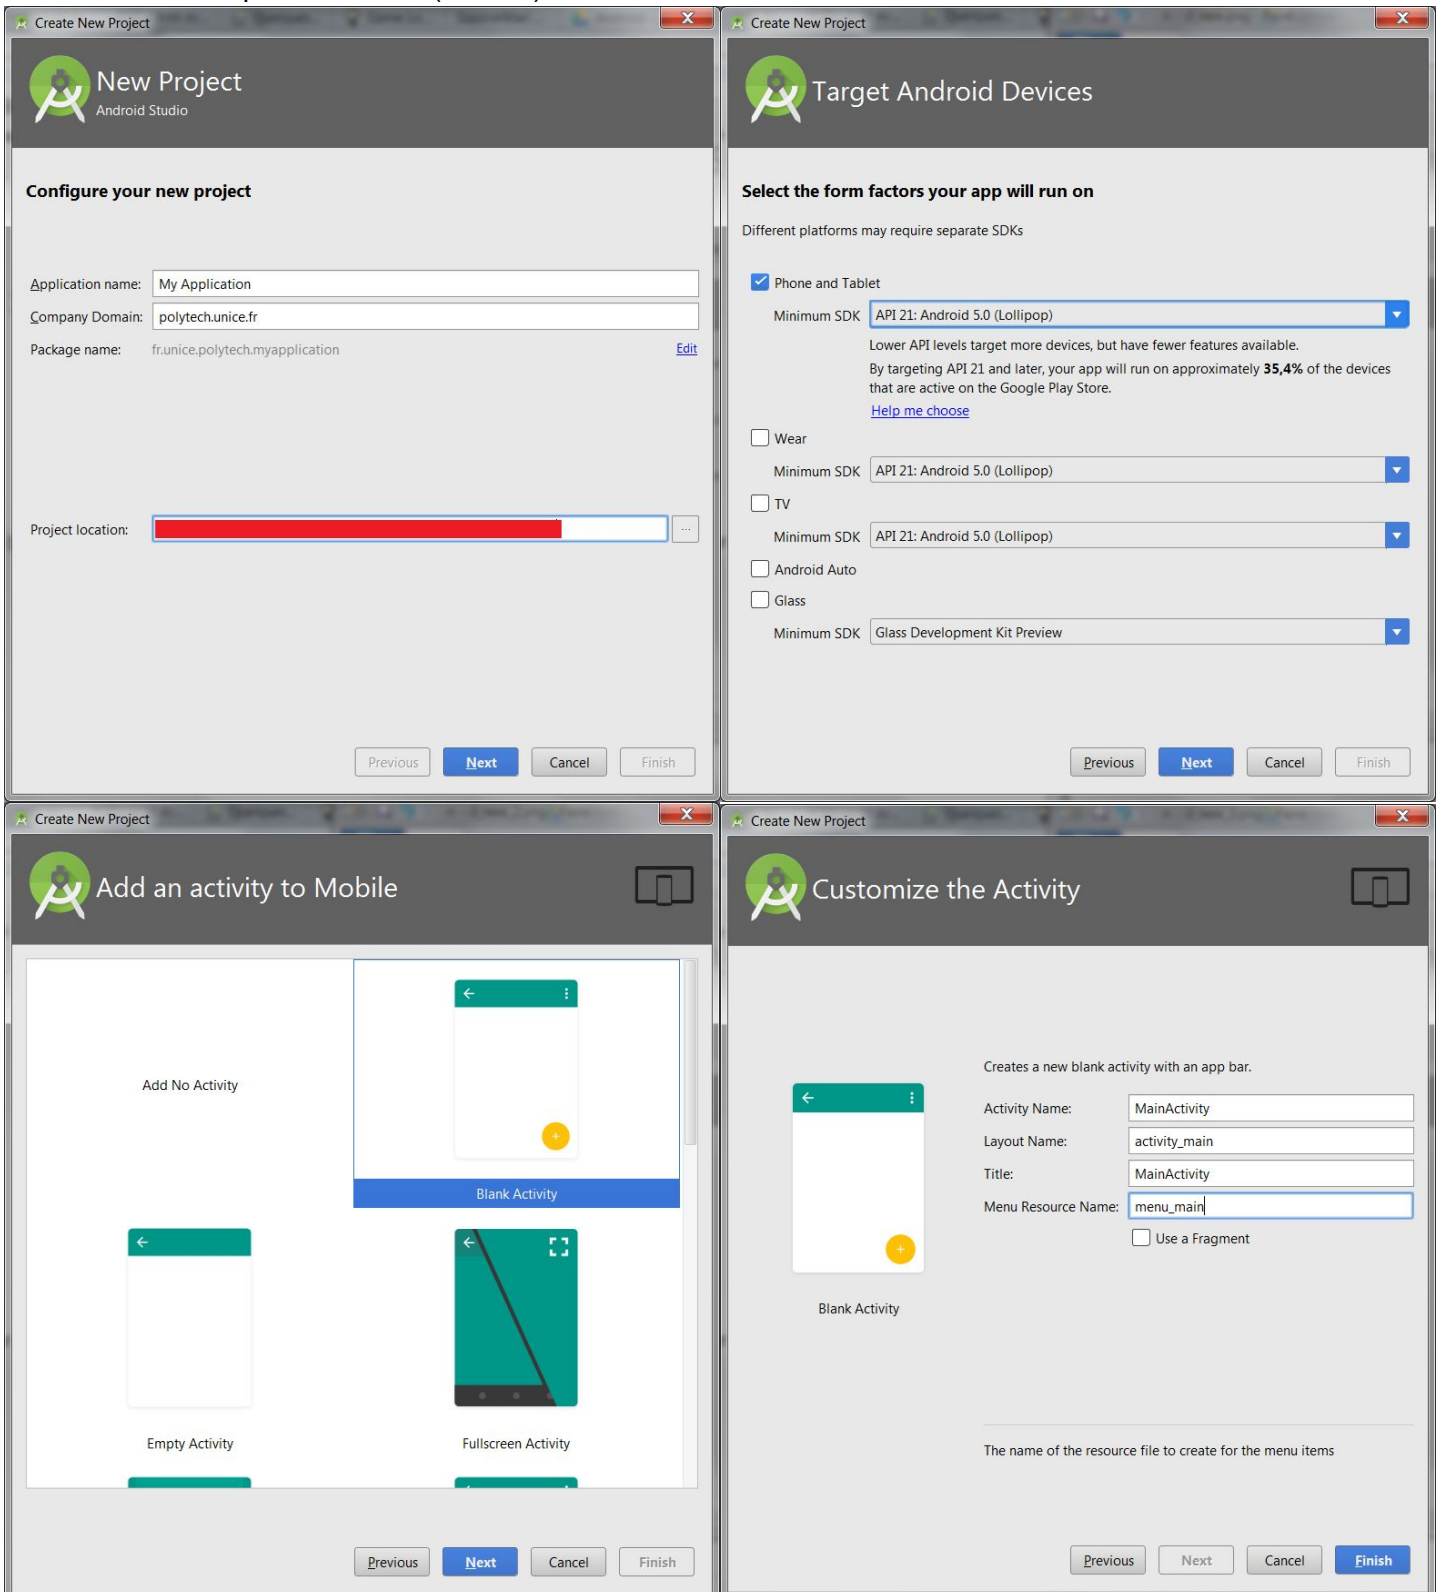 Create New Project
New Project
Android Studio
Configure your new project
Application name: My Application
Company Domain: polytech.unice.fr
Package name: fr.unice.polytech.myapplication Edit
Project location: ...
Previous Next Cancel Finish
Create New Project
Target Android Devices
Select the form factors your app will run on
Different platforms may require separate SDKs
Phone and Tablet
Minimum SDK API 21: Android 5.0 (Lollipop)
Lower API levels target more devices, but have fewer features available.
By targeting API 21 and later, your app will run on approximately 35,4% of the devices
that are active on the Google Play Store.
Help me choose
Wear
Minimum SDK API 21: Android 5.0 (Lollipop)
TV
Minimum SDK API 21: Android 5.0 (Lollipop)
Android Auto
Glass
Minimum SDK Glass Development Kit Preview
Previous Next Cancel Finish
Create New Project
Add an activity to Mobile
Add No Activity
Blank Activity
Empty Activity
Fullscreen Activity
Previous Next Cancel Finish
Create New Project
Customize the Activity
Creates a new blank activity with an app bar.
Activity Name: MainActivity
Layout Name: activity_main
Title: MainActivity
Menu Resource Name: menu_main
Use a Fragment
Blank Activity
The name of the resource file to create for the menu items
Previous Next Cancel Finish